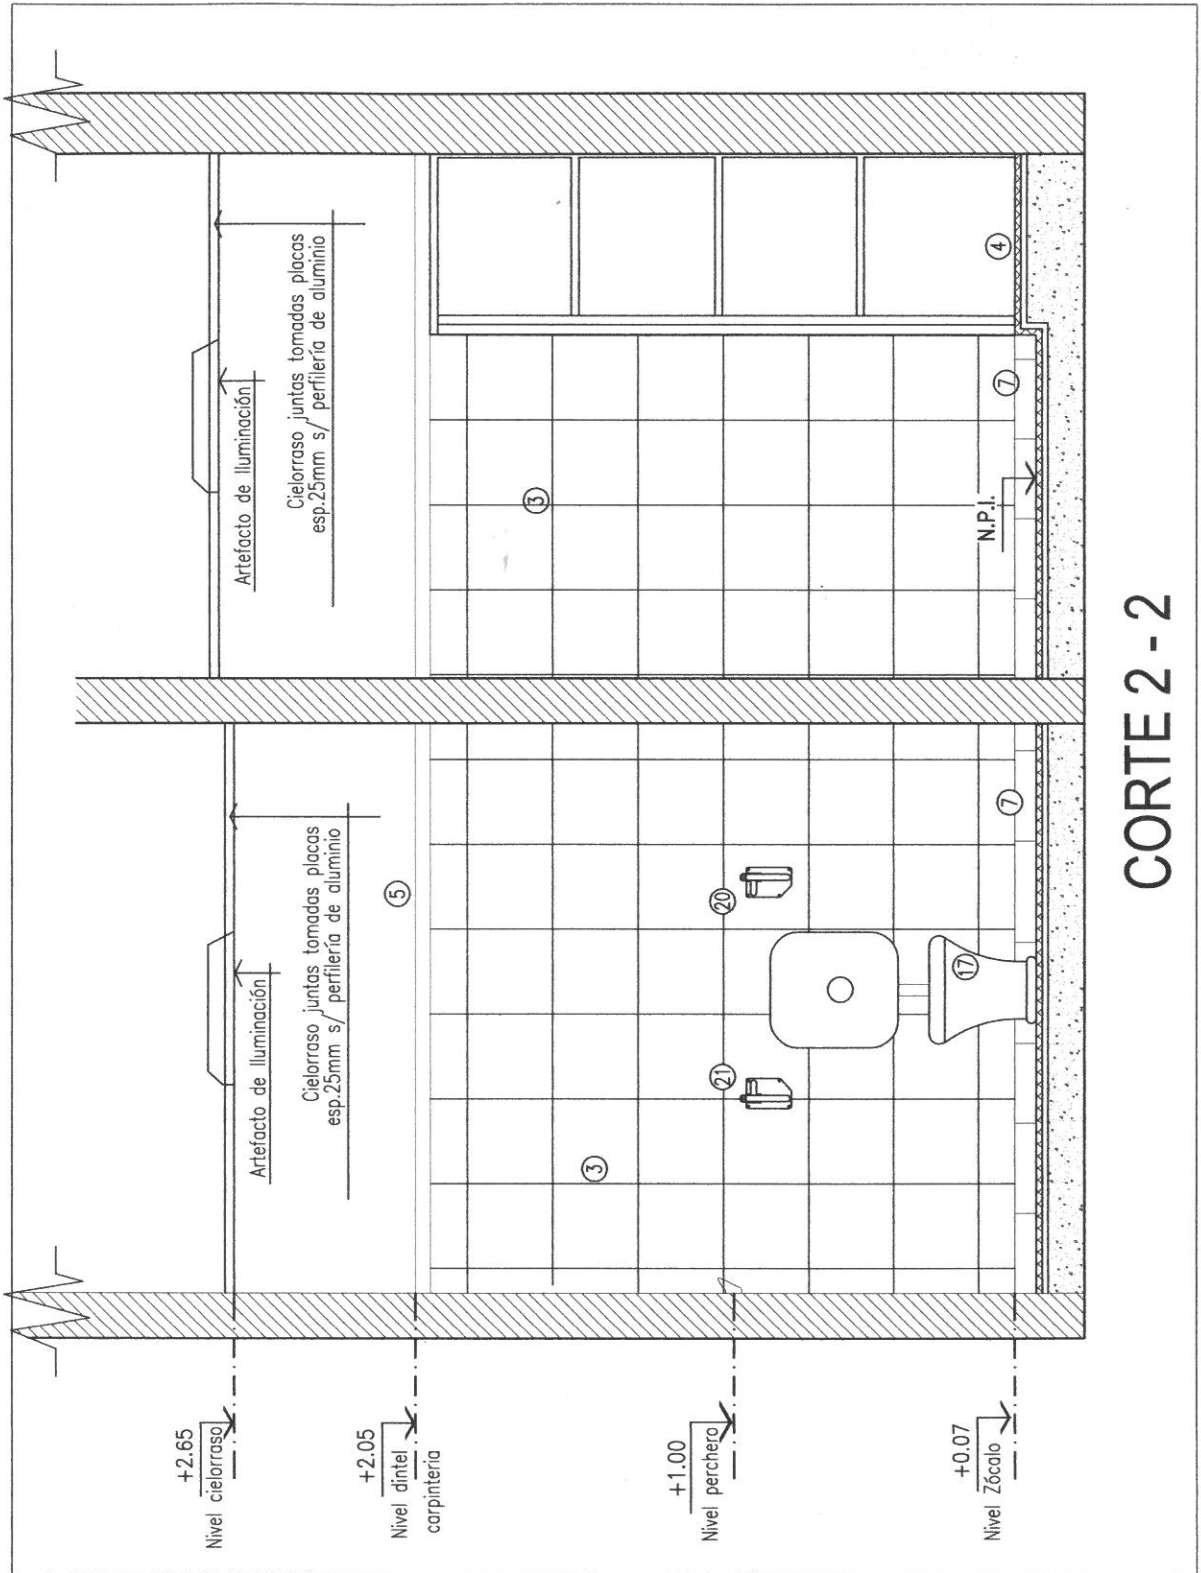 +2.65
Nivel cielorraso
+2.05
Nivel dintel
carpinteria
+1.00
Nivel perchero
+0.07
Nivel Zócalo
Artefacto de Iluminación
Cielorraso juntas tomadas placas
esp.25mm s/ perfilería de aluminio
5
3
21
20
17
7
Artefacto de Iluminación
Cielorraso juntas tomadas placas
esp.25mm s/ perfilería de aluminio
3
N.P.I.
7
4
CORTE 2 - 2